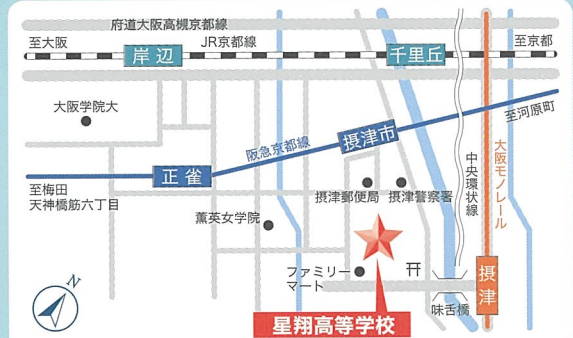 府道大阪高槻京都線
至大阪
JR京都線
至京都
岸辺
千里丘
大阪学院大
至河原町
摂津市
阪急京都線
正雀
中央環状線
大阪モノレール
至梅田
天神橋筋六丁目
摂津郵便局
摂津警察署
薫英女学院
ファミリー
マート
摂津
味舌橋
星翔高等学校
N